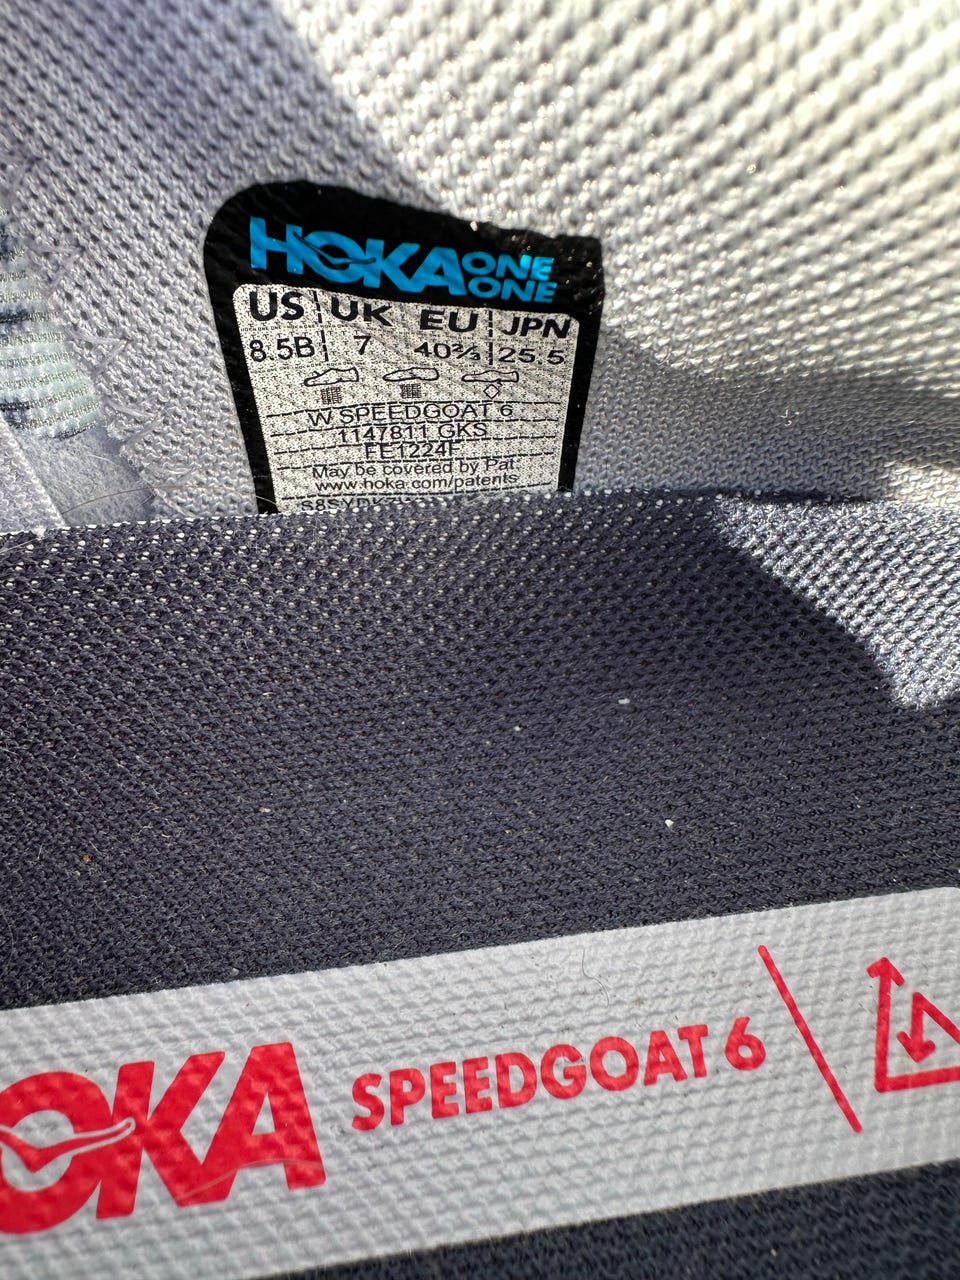 HOKA ONE ONE
US UK EU JPN
8.5B 7 40⅔ 25.5
W SPEEDGOAT 6
1147811 GKS
FE1224F
May be covered by Pat:
www.hoka.com/patents
HOKA SPEEDGOAT 6